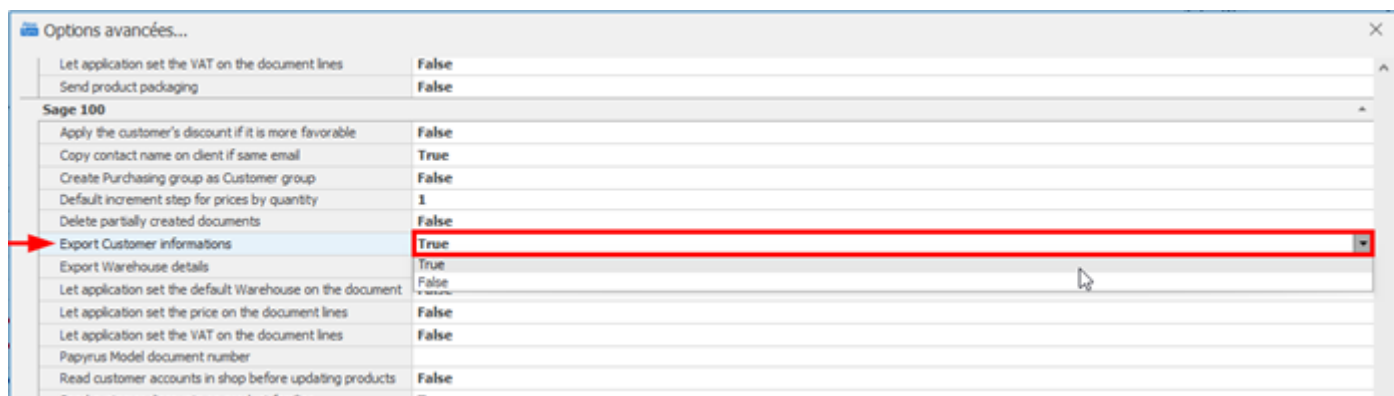 Options avancées...
Let application set the VAT on the document lines False
Send product packaging False
Sage 100
Apply the customer's discount if it is more favorable False
Copy contact name on client if same email True
Create Purchasing group as Customer group False
Default increment step for prices by quantity 1
Delete partially created documents False
Export Customer informations True
Export Warehouse details True
Let application set the default Warehouse on the document False
Let application set the price on the document lines False
Let application set the VAT on the document lines False
Papyrus Model document number
Read customer accounts in shop before updating products False